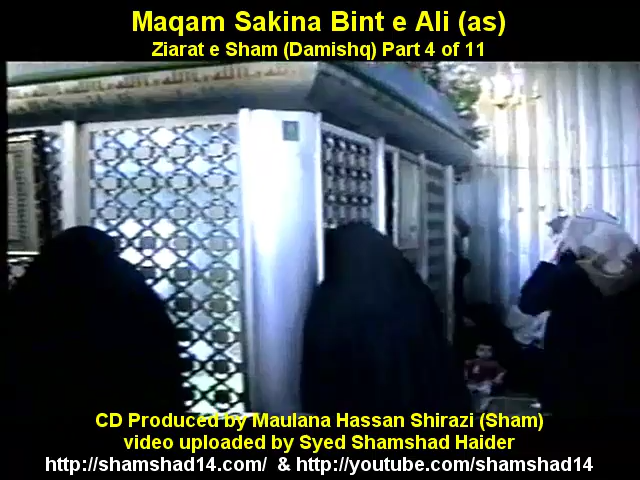 Maqam Sakina Bint e Ali (as)
Ziarat e Sham (Damishq) Part 4 of 11
CD Produced by Maulana Hassan Shirazi (Sham)
video uploaded by Syed Shamshad Haider
http://shamshad14.com/ & http://youtube.com/shamshad14